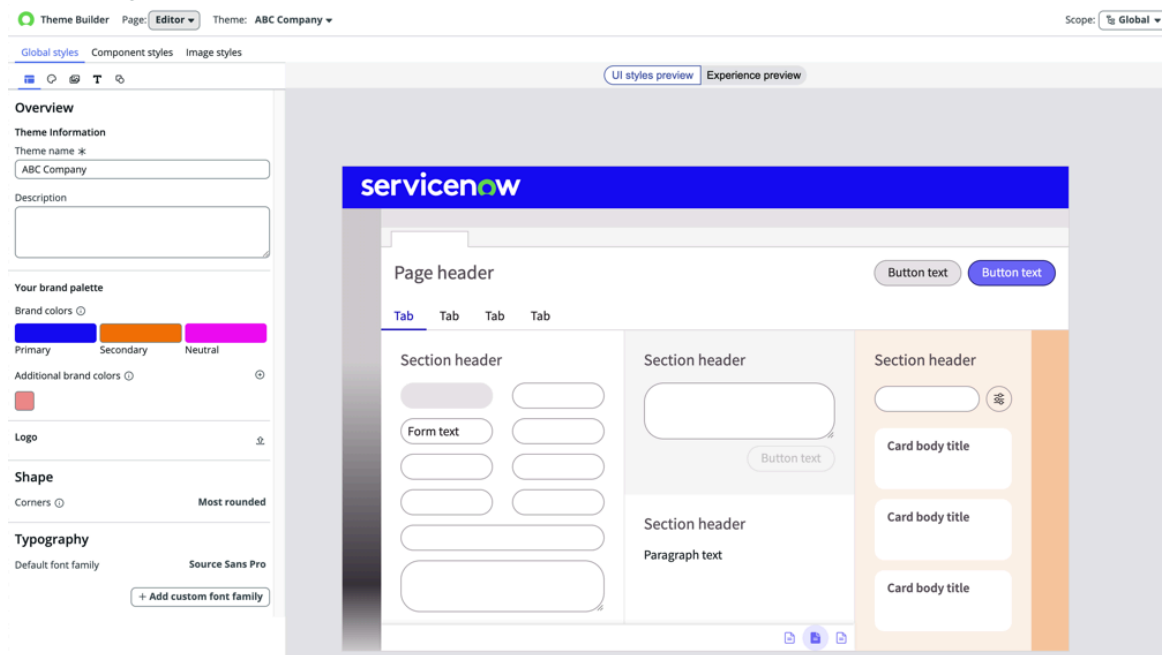 Theme Builder Page: Editor Theme: ABC Company Scope: Global
Global styles Component styles Image styles
UI styles preview Experience preview
Overview
Theme Information
Theme name *
ABC Company
Description
Your brand palette
Brand colors
Primary Secondary Neutral
Additional brand colors
Logo
Shape
Corners Most rounded
Typography
Default font family Source Sans Pro
+ Add custom font family
servicenow
Page header Button text Button text
Tab Tab Tab Tab
Section header
Form text
Section header
Button text
Section header
Paragraph text
Section header
Card body title
Card body title
Card body title